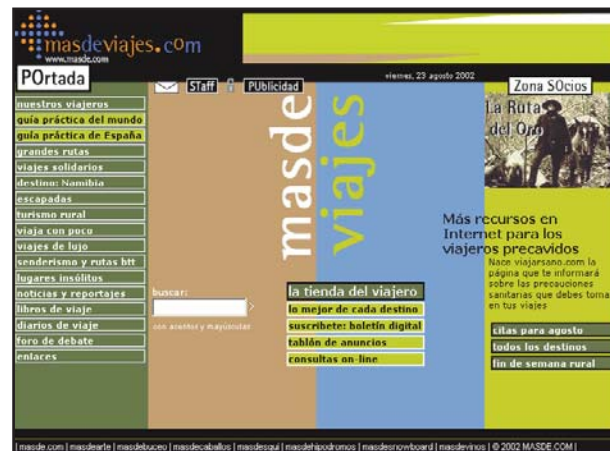 masdeviajes.com
www.masde.com
viernes, 23 agosto 2002
POrtada
STaff
PUblicidad
Zona SOcios
nuestros viajeros
guía práctica del mundo
guía práctica de España
grandes rutas
viajes solidarios
destino: Namibia
escapadas
turismo rural
viaja con poco
viajes de lujo
senderismo y rutas btt
lugares insólitos
noticias y reportajes
libros de viaje
diarios de viaje
foro de debate
enlaces
masde
viajes
buscar:
con acentos y mayúsculas
la tienda del viajero
lo mejor de cada destino
suscríbete: boletín digital
tablón de anuncios
consultas on-line
La Ruta
del Oro
Más recursos en
Internet para los
viajeros precavidos
Nace viajarsano.com la
página que te informará
sobre las precauciones
sanitarias que debes toma
en tus viajes
citas para agosto
todos los destinos
fin de semana rural
| masde.com | masdearte | masdebuceo | masdecaballos | masdesqui | masdehipodromos | masdesnowboard | masdevinos | © 2002 MASDE.COM |